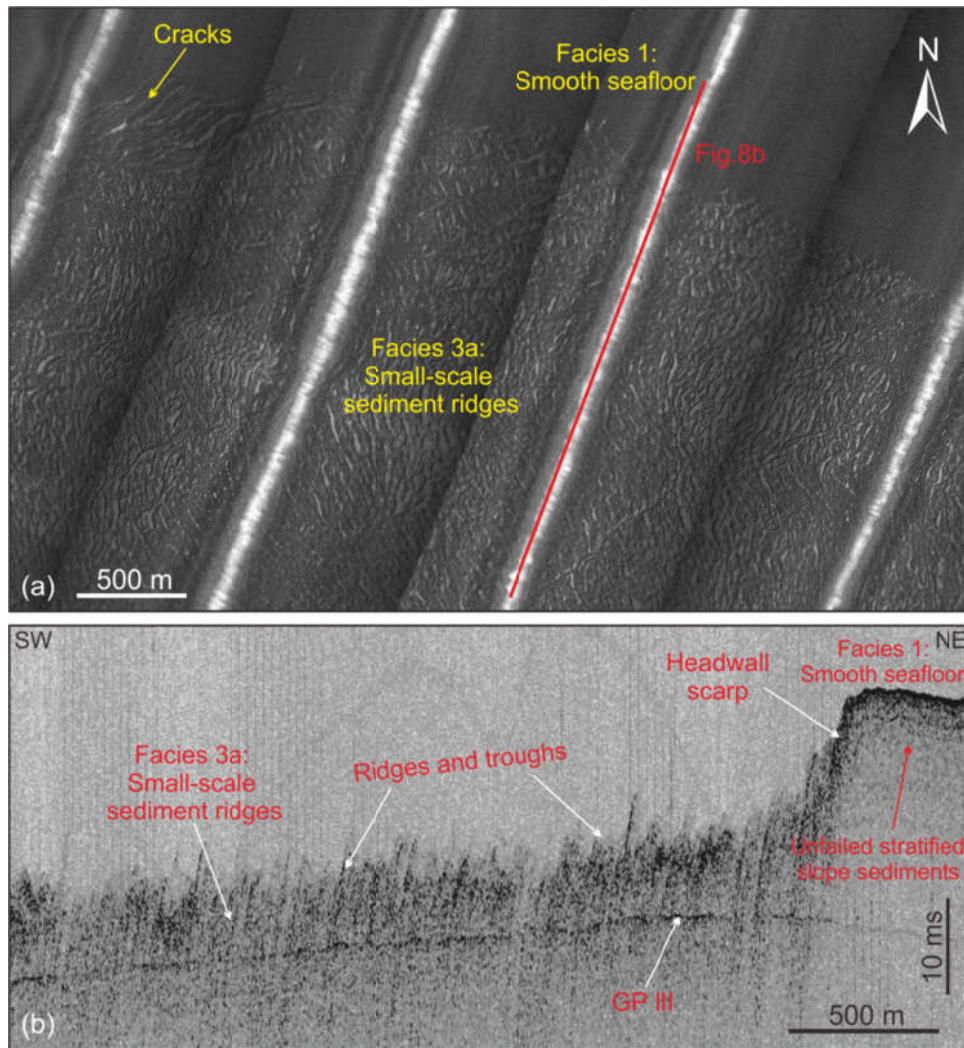 Cracks
Facies 1:
Smooth seafloor
N
Fig.8b
Facies 3a:
Small-scale
sediment ridges
500 m
(a)
SW
NE
Facies 1:
Smooth seafloor
Headwall
scarp
Facies 3a:
Small-scale
sediment ridges
Ridges and troughs
Unfailed stratified
slope sediments
10 ms
GP III
500 m
(b)